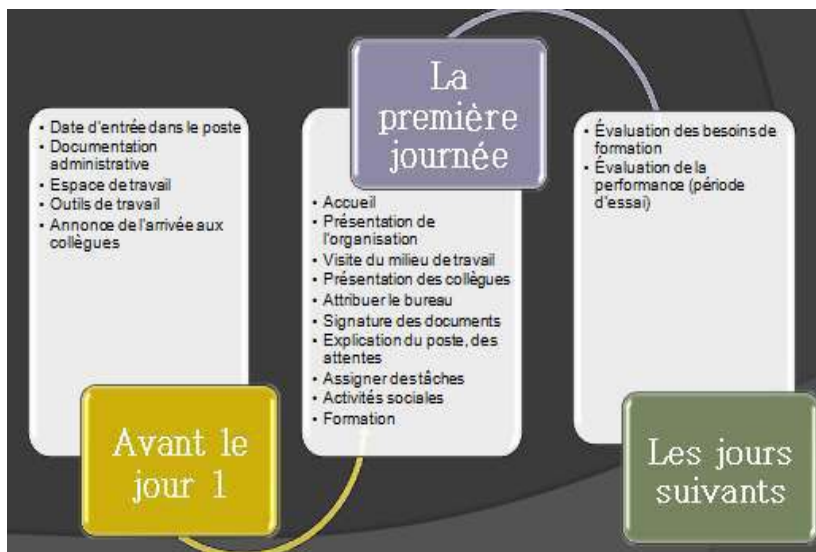 • Date d'entrée dans le poste
• Documentation
administrative
• Espace de travail
• Outils de travail
• Annonce de l'arrivée aux
collègues
Avant le
jour 1
La
première
journée
• Accueil
• Présentation de
l'organisation
• Visite du milieu de travail
• Présentation des collègues
• Attribuer le bureau
• Signature des documents
• Explication du poste, des
attentes
• Assigner des tâches
• Activités sociales
• Formation
• Évaluation des besoins de
formation
• Évaluation de la
performance (période
d'essai)
Les jours
suivants